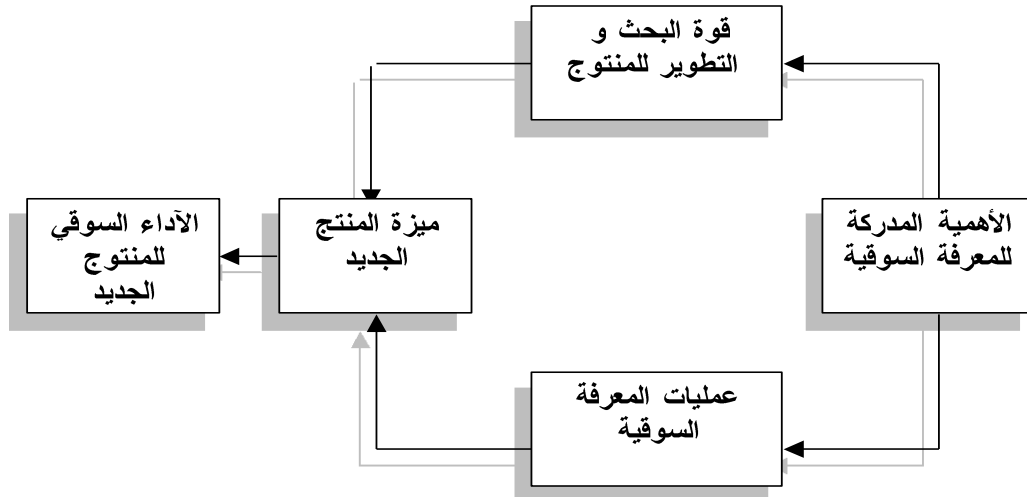 قوة البحث و
التطوير للمنتوج
الأهمية المدركة
للمعرفة السوقية
ميزة المنتج
الجديد
الآداء السوقي
للمنتوج
الجديد
عمليات المعرفة
السوقية